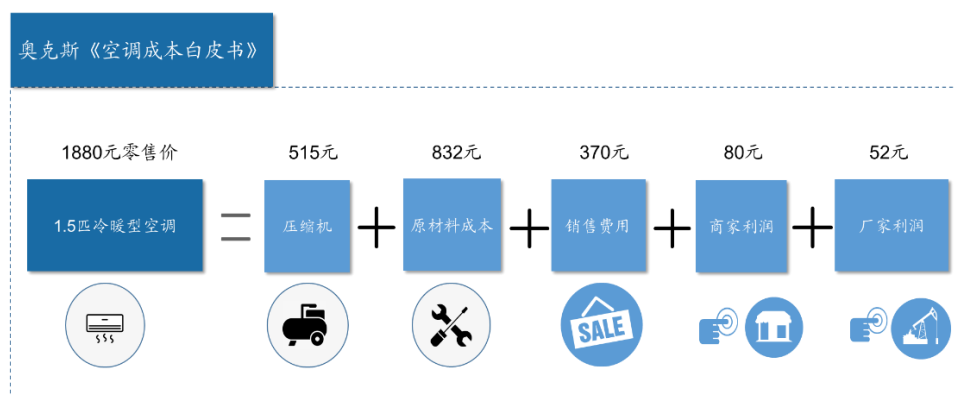 奥克斯《空调成本白皮书》
1880元零售价
515元
832元
370元
80元
52元
1.5匹冷暖型空调
压缩机
原材料成本
销售费用
商家利润
厂家利润
SALE